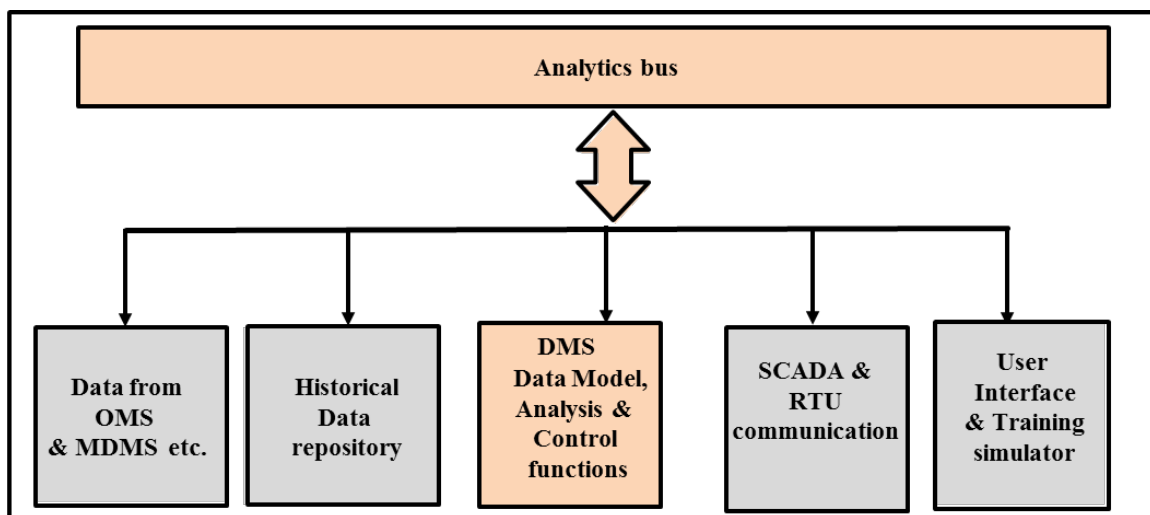 Analytics bus
Data from
OMS
& MDMS etc.
Historical
Data
repository
DMS
Data Model,
Analysis &
Control
functions
SCADA &
RTU
communication
User
Interface
& Training
simulator